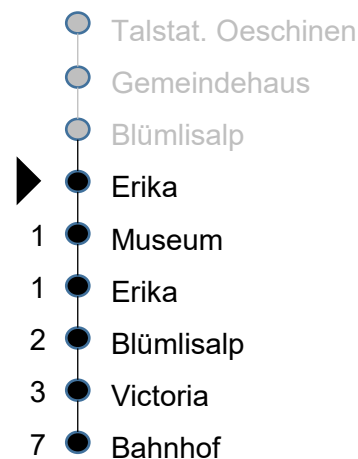 Talstat. Oeschinen
Gemeindehaus
Blümlisalp
Erika
1 Museum
1 Erika
2 Blümlisalp
3 Victoria
7 Bahnhof